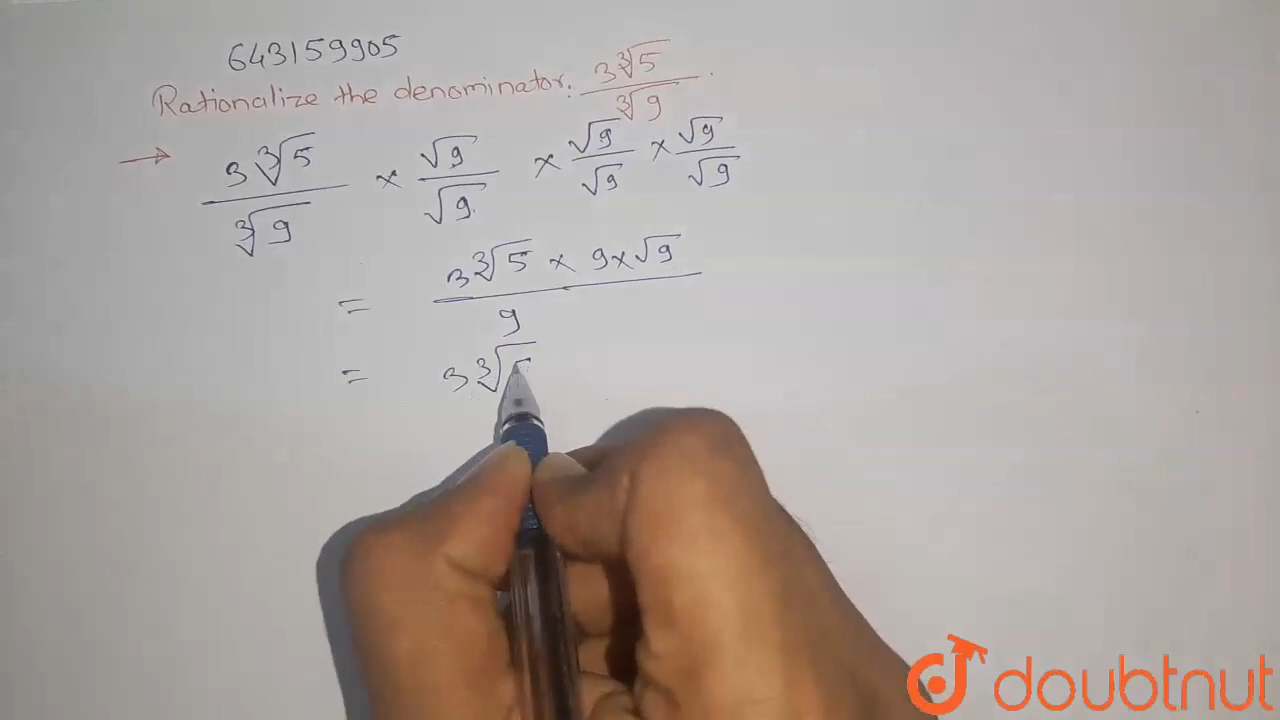 643159905
Rationalize the denominator: 3∛5/∛9.
→ 3∛5/∛9 × √9/√9 × √9/√9 × √9/√9
= 3∛5 × 9×√9 / 9
= 3∛5
doubtnut